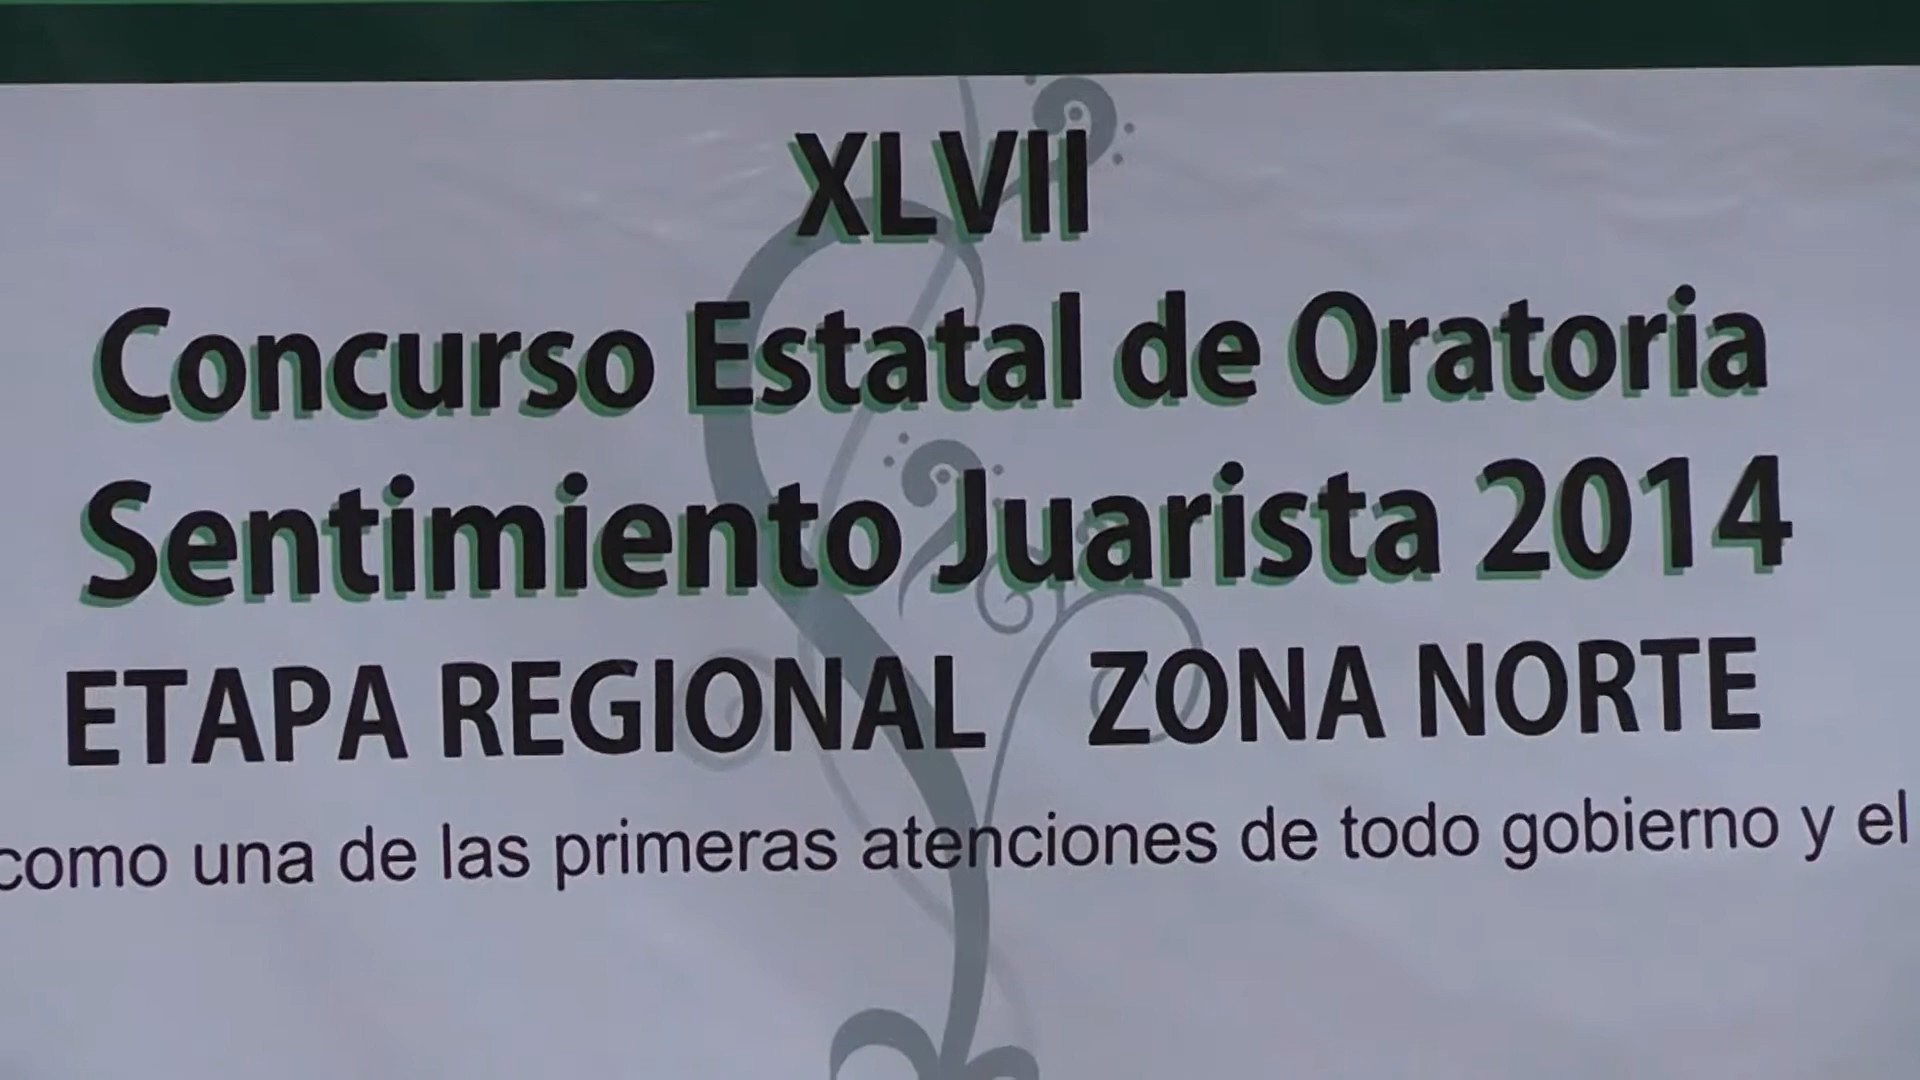 XLVII
Concurso Estatal de Oratoria
Sentimiento Juarista 2014
ETAPA REGIONAL ZONA NORTE
como una de las primeras atenciones de todo gobierno y el